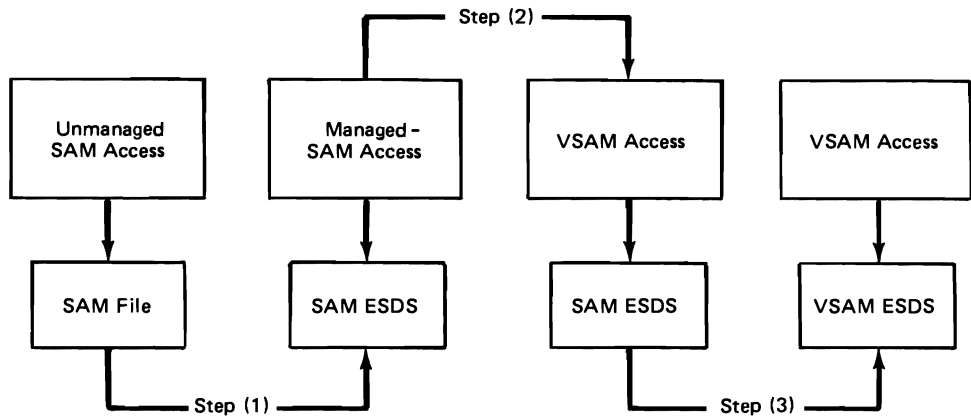 Step (2)
Unmanaged
SAM Access
Managed-
SAM Access
VSAM Access
VSAM Access
SAM File
SAM ESDS
SAM ESDS
VSAM ESDS
Step (1)
Step (3)